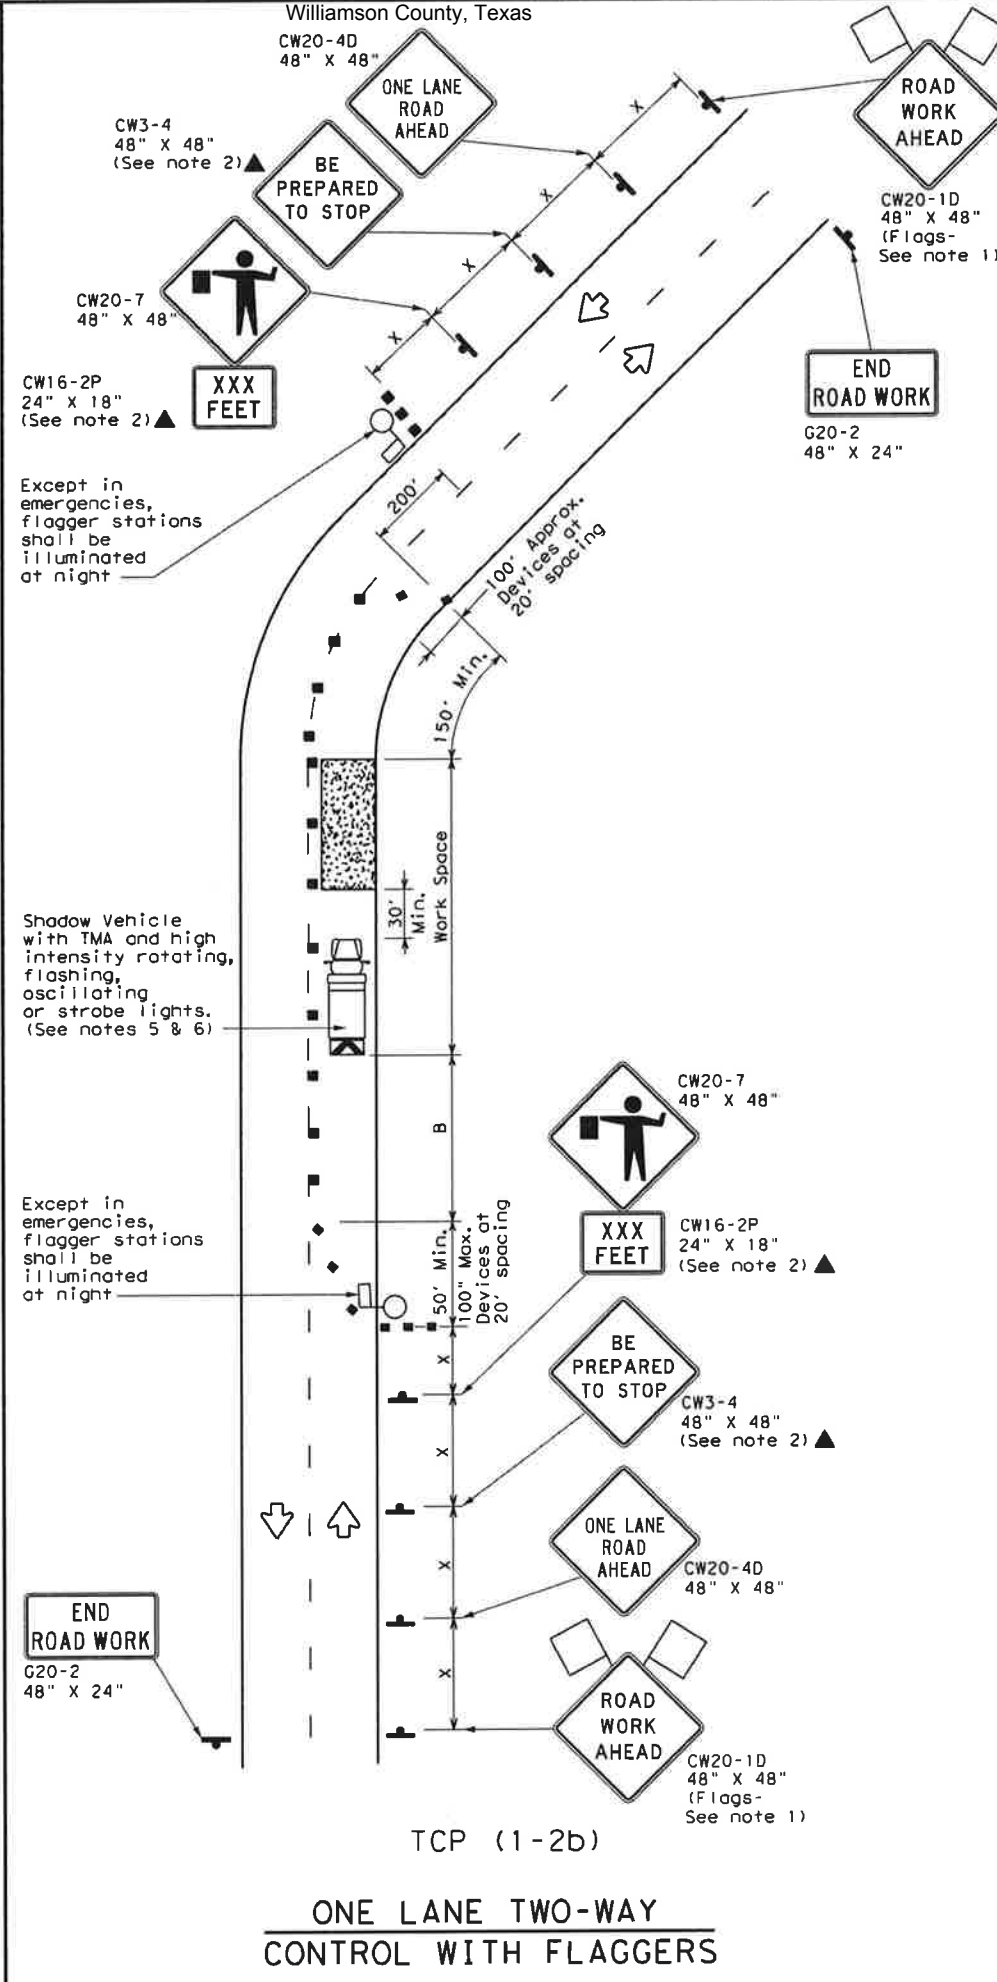 Williamson County, Texas
CW20-4D
48" X 48"
ONE LANE
ROAD
AHEAD
X
ROAD
WORK
AHEAD
CW20-1D
48" X 48"
(Flags-
See note 1)
CW3-4
48" X 48"
(See note 2)
BE
PREPARED
TO STOP
X
X
CW20-7
48" X 48"
X
CW16-2P
24" X 18"
(See note 2)
XXX
FEET
END
ROAD WORK
G20-2
48" X 24"
Except in
emergencies,
flagger stations
shall be
illuminated
at night
200'
100' Approx.
Devices at
20' spacing
150' Min.
Work Space
30'
Min.
Shadow Vehicle
with TMA and high
intensity rotating,
flashing,
oscillating
or strobe lights.
(See notes 5 & 6)
B
CW20-7
48" X 48"
Except in
emergencies,
flagger stations
shall be
illuminated
at night
50' Min.
100" Max.
Devices at
20' spacing
XXX
FEET
CW16-2P
24" X 18"
(See note 2)
X
BE
PREPARED
TO STOP
CW3-4
48" X 48"
(See note 2)
X
ONE LANE
ROAD
AHEAD
CW20-4D
48" X 48"
X
END
ROAD WORK
G20-2
48" X 24"
X
ROAD
WORK
AHEAD
CW20-1D
48" X 48"
(Flags-
See note 1)
TCP (1-2b)
ONE LANE TWO-WAY
CONTROL WITH FLAGGERS